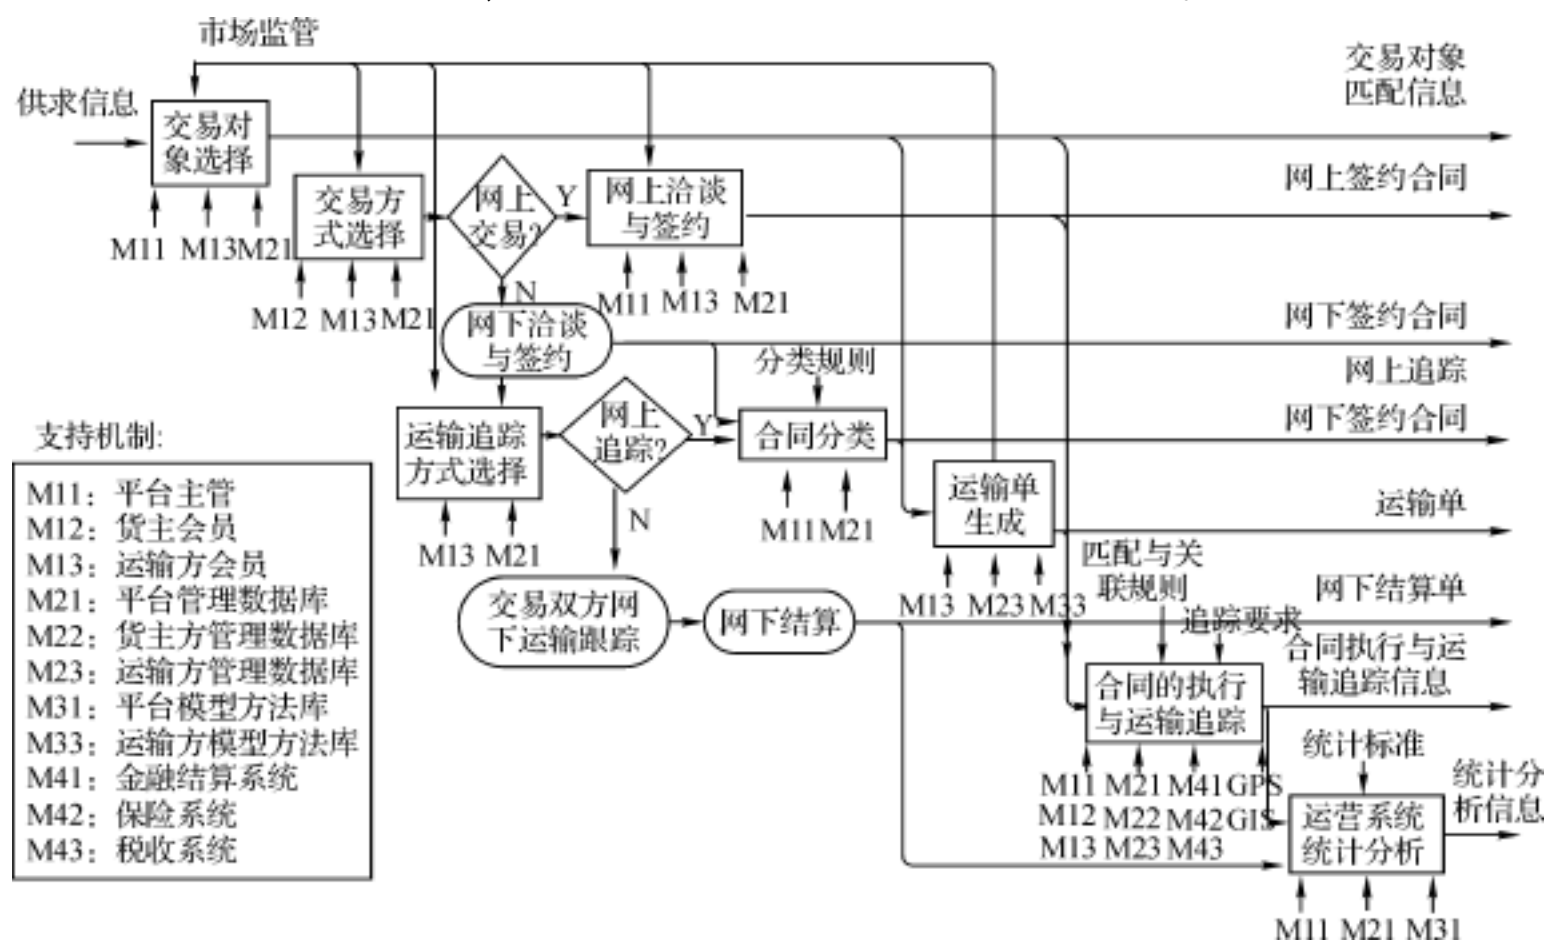 市场监管
供求信息
交易对
象选择
M11 M13 M21
交易方
式选择
M12 M13 M21
网上
交易?
Y
N
网上洽谈
与签约
M11 M13 M21
网下洽谈
与签约
运输追踪
方式选择
M13 M21
网上
追踪?
Y
N
分类规则
合同分类
M11 M21
运输单
生成
M13 M23 M33
交易双方网
下运输跟踪
网下结算
匹配与关
联规则
追踪要求
合同的执行
与运输追踪
M11 M21 M41 GPS
M12 M22 M42 GIS
M13 M23 M43
统计标准
运营系统
统计分析
M11 M21 M31
交易对象
匹配信息
网上签约合同
网下签约合同
网上追踪
网下签约合同
运输单
网下结算单
合同执行与运
输追踪信息
统计分
析信息
支持机制:
M11：平台主管
M12：货主会员
M13：运输方会员
M21：平台管理数据库
M22：货主方管理数据库
M23：运输方管理数据库
M31：平台模型方法库
M33：运输方模型方法库
M41：金融结算系统
M42：保险系统
M43：税收系统